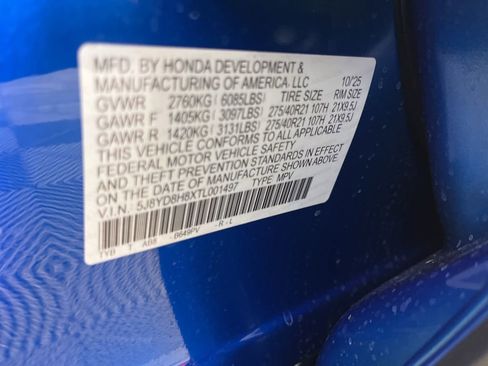 MFD. BY HONDA DEVELOPMENT &
MANUFACTURING OF AMERICA, LLC 10/25
GVWR 2760KG (6085LBS) TIRE SIZE RIM SIZE
GAWR F 1405KG (3097LBS) 275/40R21 107H 21X9.5J
GAWR R 1420KG (3131LBS) 275/40R21 107H 21X9.5J
THIS VEHICLE CONFORMS TO ALL APPLICABLE
FEDERAL MOTOR VEHICLE SAFETY
AND THEFT PREVENTION STANDARDS IN EFFECT
ON THE DATE OF MANUFACTURE SHOWN ABOVE
V.I.N. 5J8YD8H8XTL001497 TYPE: MPV
TYB T AD8 B649PV -R-L